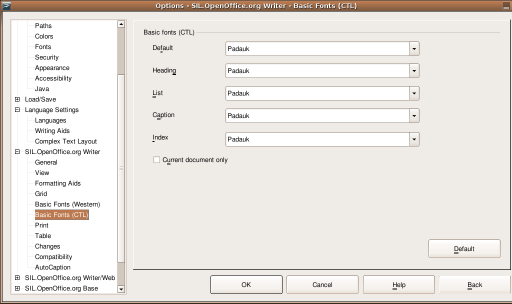 Options - SIL.OpenOffice.org Writer - Basic Fonts (CTL)
Paths
Colors
Fonts
Security
Appearance
Accessibility
Java
Load/Save
Language Settings
Languages
Writing Aids
Complex Text Layout
SIL.OpenOffice.org Writer
General
View
Formatting Aids
Grid
Basic Fonts (Western)
Basic Fonts (CTL)
Print
Table
Changes
Compatibility
AutoCaption
SIL.OpenOffice.org Writer/Web
SIL.OpenOffice.org Base
Basic fonts (CTL)
Default Padauk
Heading Padauk
List Padauk
Caption Padauk
Index Padauk
Current document only
Default
OK Cancel Help Back